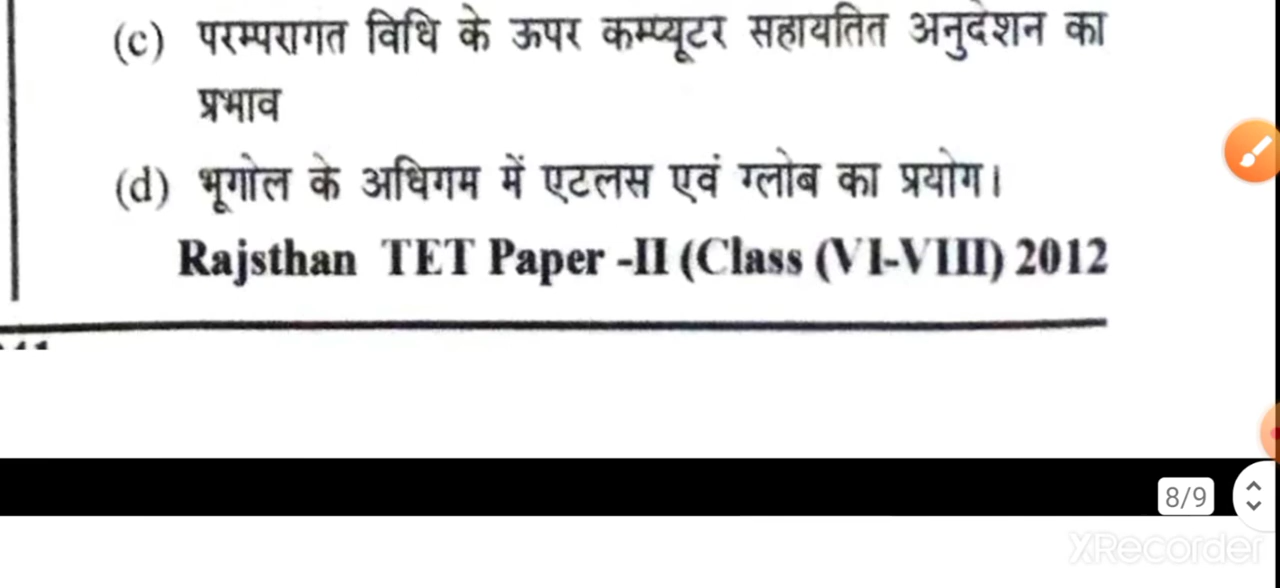 (c) परम्परागत विधि के ऊपर कम्प्यूटर सहायतित अनुदेशन का
प्रभाव
(d) भूगोल के अधिगम में एटलस एवं ग्लोब का प्रयोग।
Rajsthan TET Paper -II (Class (VI-VIII) 2012
8/9
XRecorder